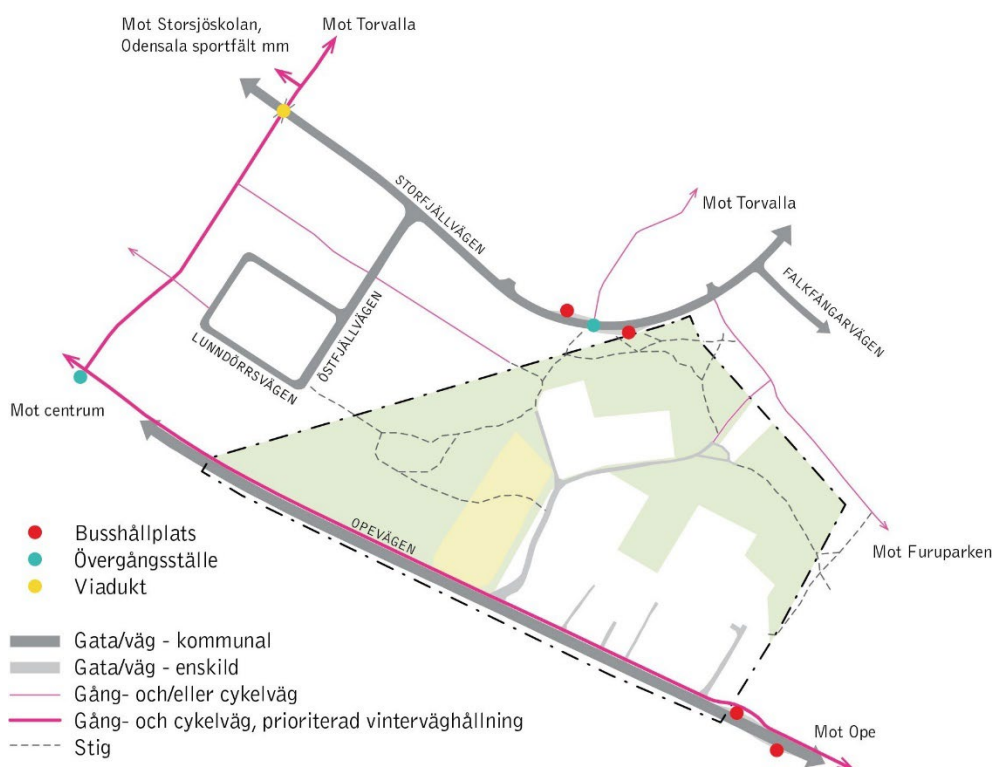 Mot Storsjöskolan,
Odensala sportfält mm
Mot Torvalla
STORFJÄLLVÄGEN
Mot Torvalla
FALKFÅNGARVÄGEN
ÖSTFJÄLLVÄGEN
LUNNDÖRRSVÄGEN
Mot centrum
OPEVÄGEN
Mot Furuparken
Busshållplats
Övergångsställe
Viadukt
Gata/väg - kommunal
Gata/väg - enskild
Gång- och/eller cykelväg
Gång- och cykelväg, prioriterad vinterväghållning
Stig
Mot Ope